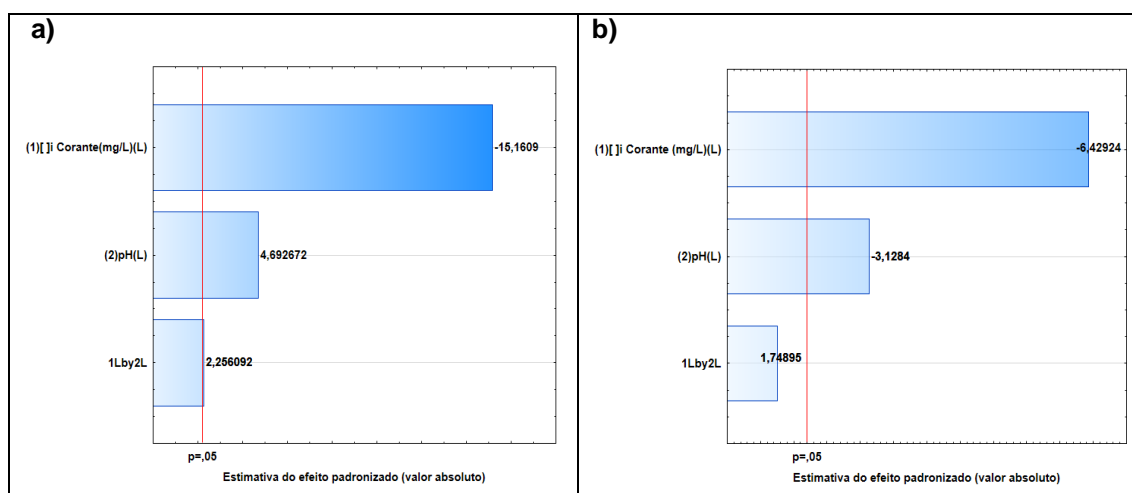 a)
(1)[ ]i Corante(mg/L)(L)
-15,1609
(2)pH(L)
4,692672
1Lby2L
2,256092
p=,05
Estimativa do efeito padronizado (valor absoluto)
b)
(1)[ ]i Corante (mg/L)(L)
-6,42924
(2)pH(L)
-3,1284
1Lby2L
1,74895
p=,05
Estimativa do efeito padronizado (valor absoluto)